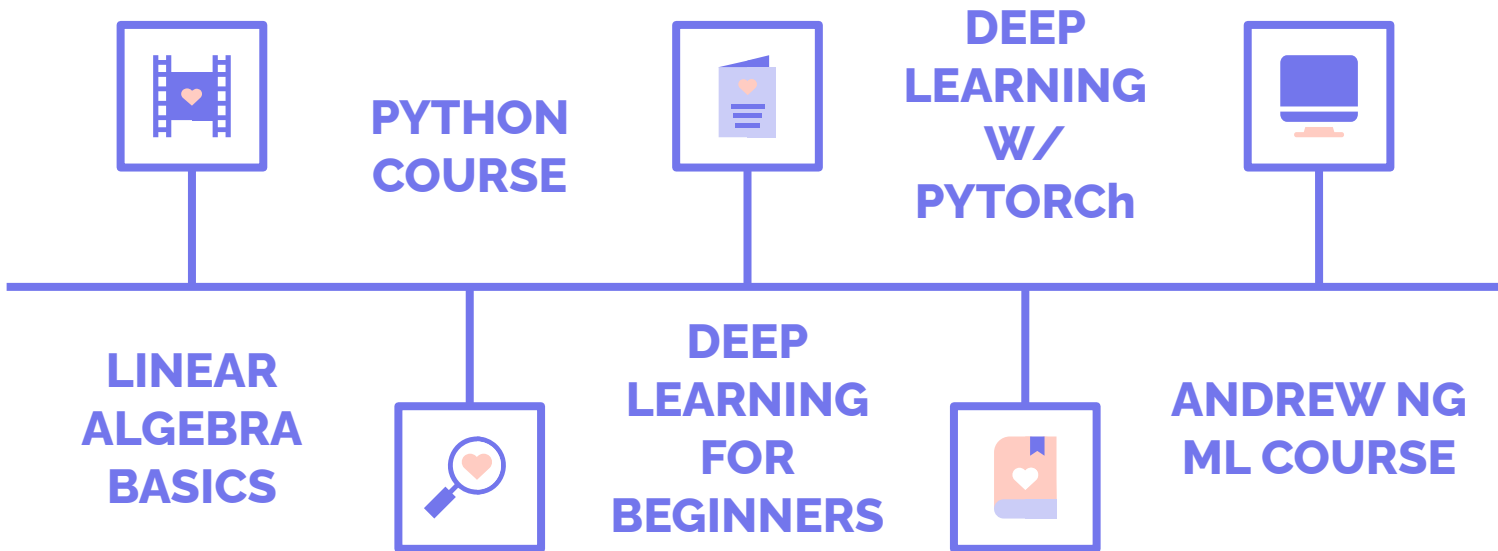 LINEAR
ALGEBRA
BASICS
PYTHON
COURSE
DEEP
LEARNING
FOR
BEGINNERS
DEEP
LEARNING
W/
PYTORCh
ANDREW NG
ML COURSE